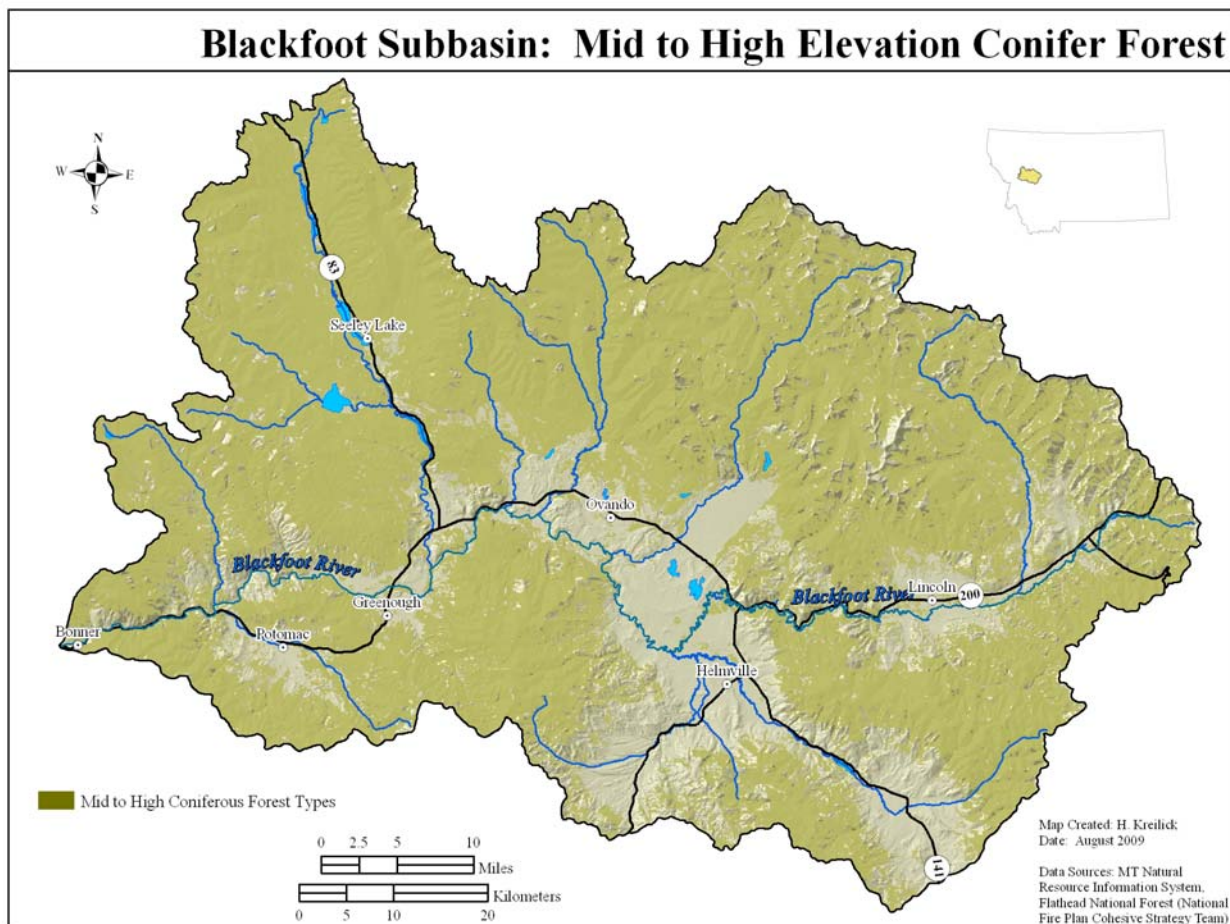 Blackfoot Subbasin: Mid to High Elevation Conifer Forest
N
W E
S
83
Seeley Lake
Ovando
Blackfoot River
Blackfoot River
Lincoln
200
Greenough
Bonner
Potomac
Helmville
141
Mid to High Coniferous Forest Types
0 2.5 5 10
Miles
Kilometers
0 5 10 20
Map Created: H. Kreilick
Date: August 2009
Data Sources: MT Natural
Resource Information System,
Flathead National Forest (National
Fire Plan Cohesive Strategy Team)